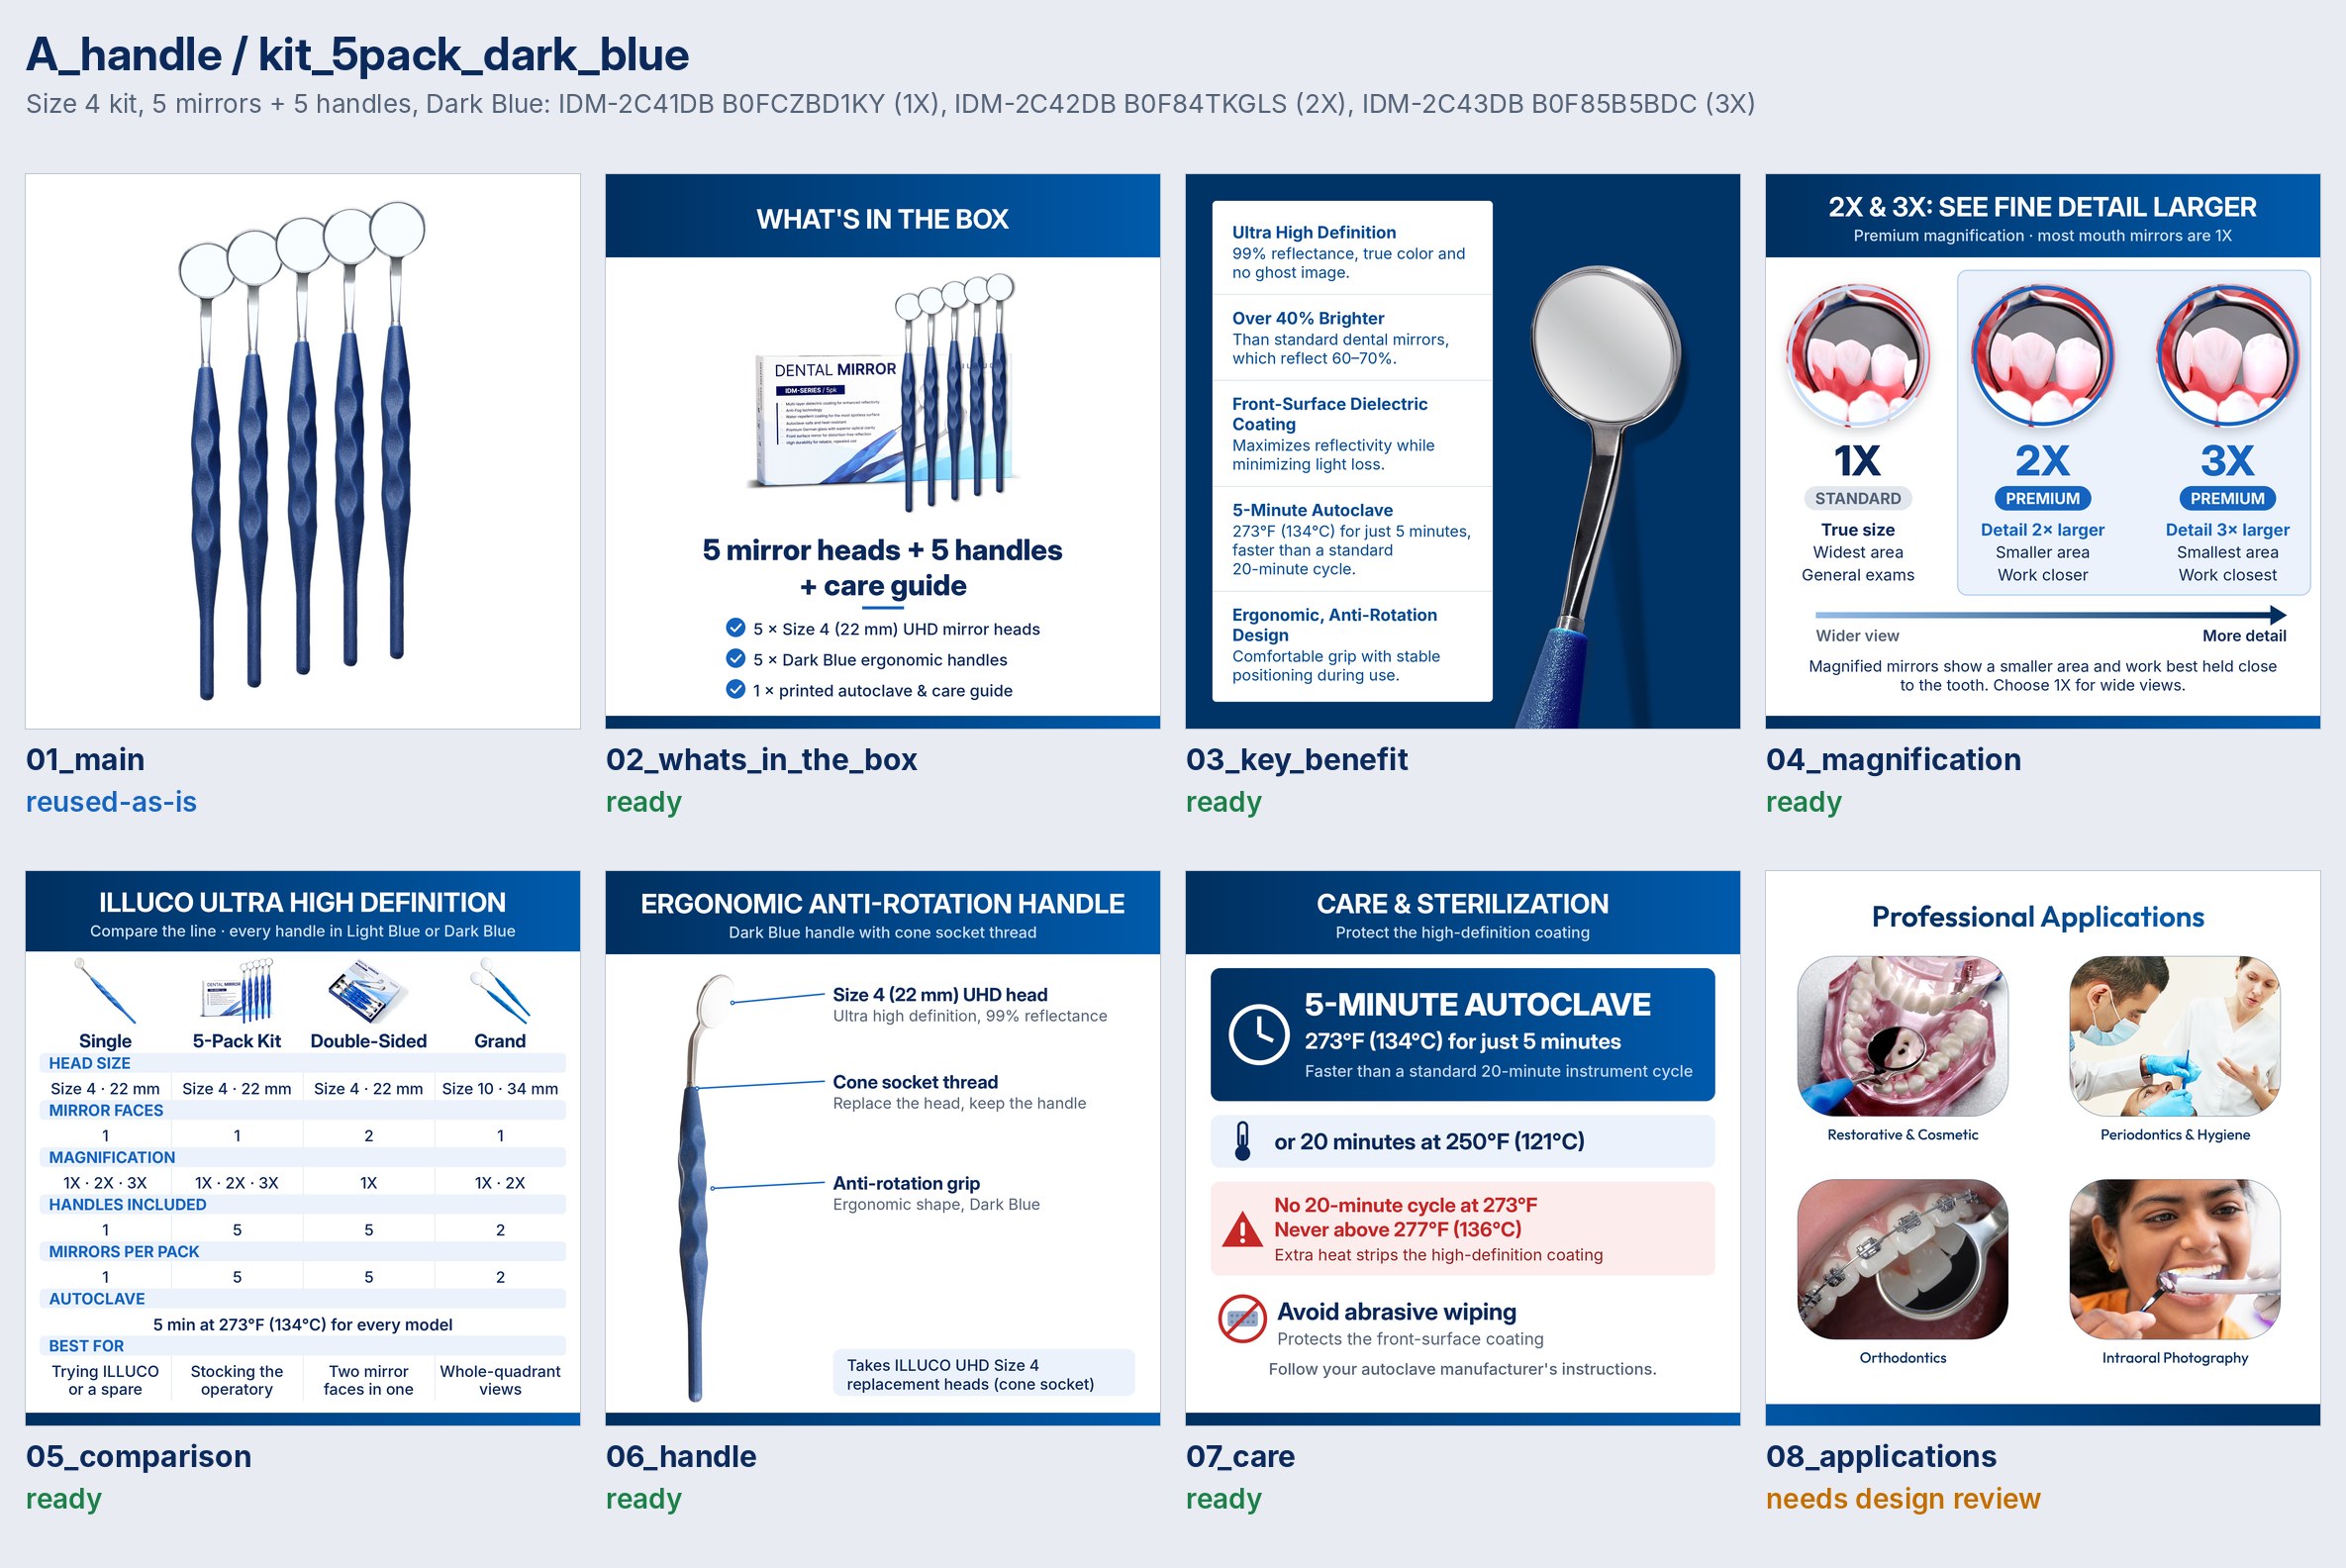 A_handle / kit_5pack_dark_blue
Size 4 kit, 5 mirrors + 5 handles, Dark Blue: IDM-2C41DB B0FCZBD1KY (1X), IDM-2C42DB B0F84TKGLS (2X), IDM-2C43DB B0F85B5BDC (3X)
01_main
reused-as-is
WHAT'S IN THE BOX
DENTAL MIRROR
IDM-SERIES / 5pk
5 mirror heads + 5 handles
+ care guide
5 × Size 4 (22 mm) UHD mirror heads
5 × Dark Blue ergonomic handles
1 × printed autoclave & care guide
02_whats_in_the_box
ready
Ultra High Definition
99% reflectance, true color and
no ghost image.
Over 40% Brighter
Than standard dental mirrors,
which reflect 60–70%.
Front-Surface Dielectric
Coating
Maximizes reflectivity while
minimizing light loss.
5-Minute Autoclave
273°F (134°C) for just 5 minutes,
faster than a standard
20-minute cycle.
Ergonomic, Anti-Rotation
Design
Comfortable grip with stable
positioning during use.
03_key_benefit
ready
2X & 3X: SEE FINE DETAIL LARGER
Premium magnification · most mouth mirrors are 1X
1X
STANDARD
True size
Widest area
General exams
2X
PREMIUM
Detail 2× larger
Smaller area
Work closer
3X
PREMIUM
Detail 3× larger
Smallest area
Work closest
Wider view
More detail
Magnified mirrors show a smaller area and work best held close
to the tooth. Choose 1X for wide views.
04_magnification
ready
ILLUCO ULTRA HIGH DEFINITION
Compare the line · every handle in Light Blue or Dark Blue
Single 5-Pack Kit Double-Sided Grand
HEAD SIZE
Size 4 · 22 mm Size 4 · 22 mm Size 4 · 22 mm Size 10 · 34 mm
MIRROR FACES
1 1 2 1
MAGNIFICATION
1X · 2X · 3X 1X · 2X · 3X 1X 1X · 2X
HANDLES INCLUDED
1 5 5 2
MIRRORS PER PACK
1 5 5 2
AUTOCLAVE
5 min at 273°F (134°C) for every model
BEST FOR
Trying ILLUCO Stocking the Two mirror Whole-quadrant
or a spare operatory faces in one views
05_comparison
ready
ERGONOMIC ANTI-ROTATION HANDLE
Dark Blue handle with cone socket thread
Size 4 (22 mm) UHD head
Ultra high definition, 99% reflectance
Cone socket thread
Replace the head, keep the handle
Anti-rotation grip
Ergonomic shape, Dark Blue
Takes ILLUCO UHD Size 4
replacement heads (cone socket)
06_handle
ready
CARE & STERILIZATION
Protect the high-definition coating
5-MINUTE AUTOCLAVE
273°F (134°C) for just 5 minutes
Faster than a standard 20-minute instrument cycle
or 20 minutes at 250°F (121°C)
No 20-minute cycle at 273°F
Never above 277°F (136°C)
Extra heat strips the high-definition coating
Avoid abrasive wiping
Protects the front-surface coating
Follow your autoclave manufacturer's instructions.
07_care
ready
Professional Applications
Restorative & Cosmetic
Periodontics & Hygiene
Orthodontics
Intraoral Photography
08_applications
needs design review